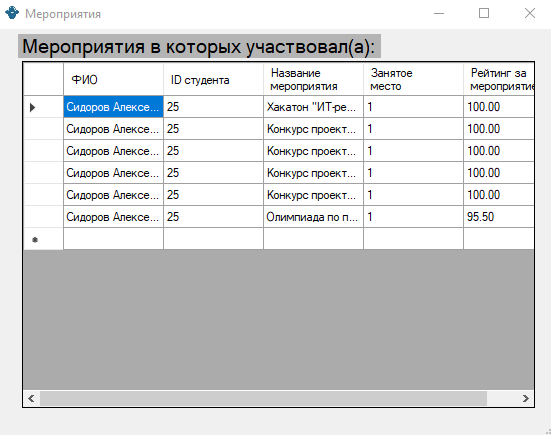 Мероприятия
Мероприятия в которых участвовал(а):
ФИО ID студента Название мероприятия Занятое место Рейтинг за мероприятие
Сидоров Алексе... 25 Хакатон "ИТ-ре... 1 100.00
Сидоров Алексе... 25 Конкурс проект... 1 100.00
Сидоров Алексе... 25 Конкурс проект... 1 100.00
Сидоров Алексе... 25 Конкурс проект... 1 100.00
Сидоров Алексе... 25 Конкурс проект... 1 100.00
Сидоров Алексе... 25 Олимпиада по п... 1 95.50